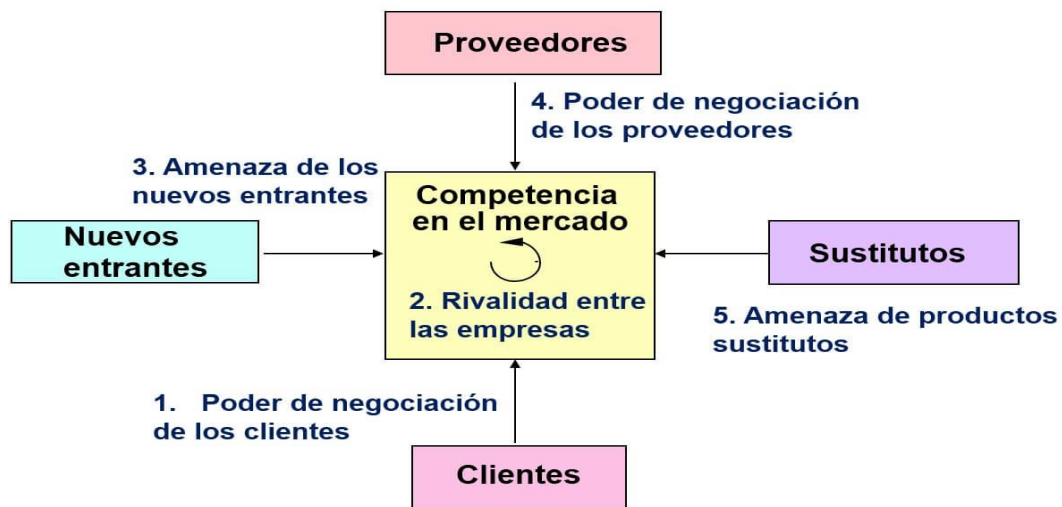 Proveedores
4. Poder de negociación
de los proveedores
3. Amenaza de los
nuevos entrantes
Competencia
en el mercado
Nuevos
entrantes
Sustitutos
2. Rivalidad entre
las empresas
5. Amenaza de productos
sustitutos
1. Poder de negociación
de los clientes
Clientes